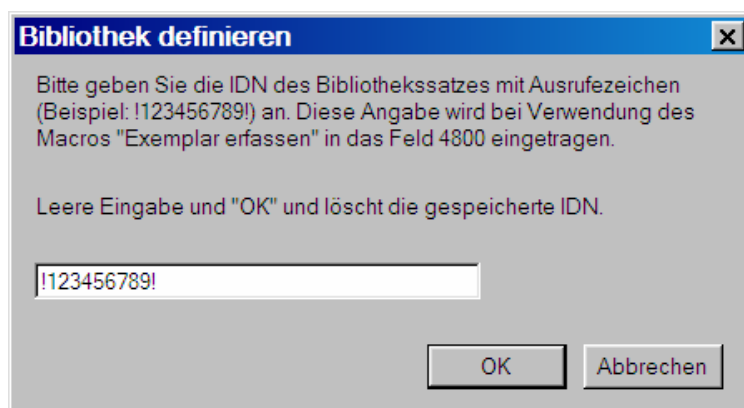 Bibliothek definieren
Bitte geben Sie die IDN des Bibliothekssatzes mit Ausrufezeichen
(Beispiel: !123456789!) an. Diese Angabe wird bei Verwendung des
Macros "Exemplar erfassen" in das Feld 4800 eingetragen.
Leere Eingabe und "OK" und löscht die gespeicherte IDN.
!123456789!
OK
Abbrechen